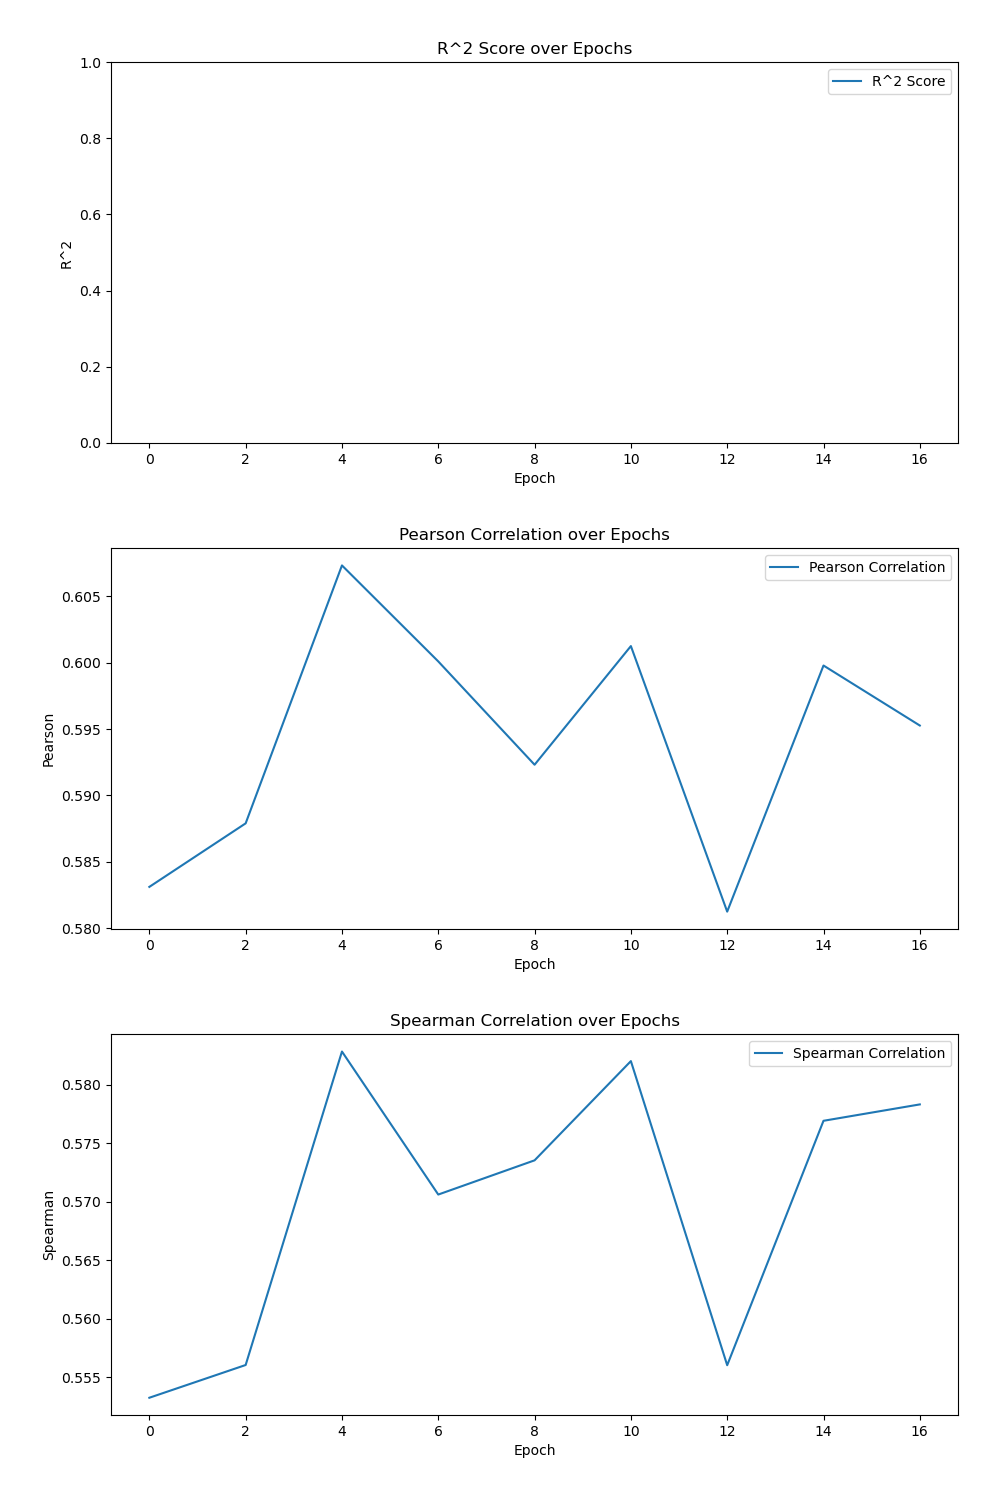 R^2 Score over Epochs
1.0
R^2 Score
0.8
0.6
R^2
0.4
0.2
0.0
0 2 4 6 8 10 12 14 16
Epoch
Pearson Correlation over Epochs
Pearson Correlation
0.605
0.600
0.595
Pearson
0.590
0.585
0.580
0 2 4 6 8 10 12 14 16
Epoch
Spearman Correlation over Epochs
Spearman Correlation
0.580
0.575
0.570
Spearman
0.565
0.560
0.555
0 2 4 6 8 10 12 14 16
Epoch